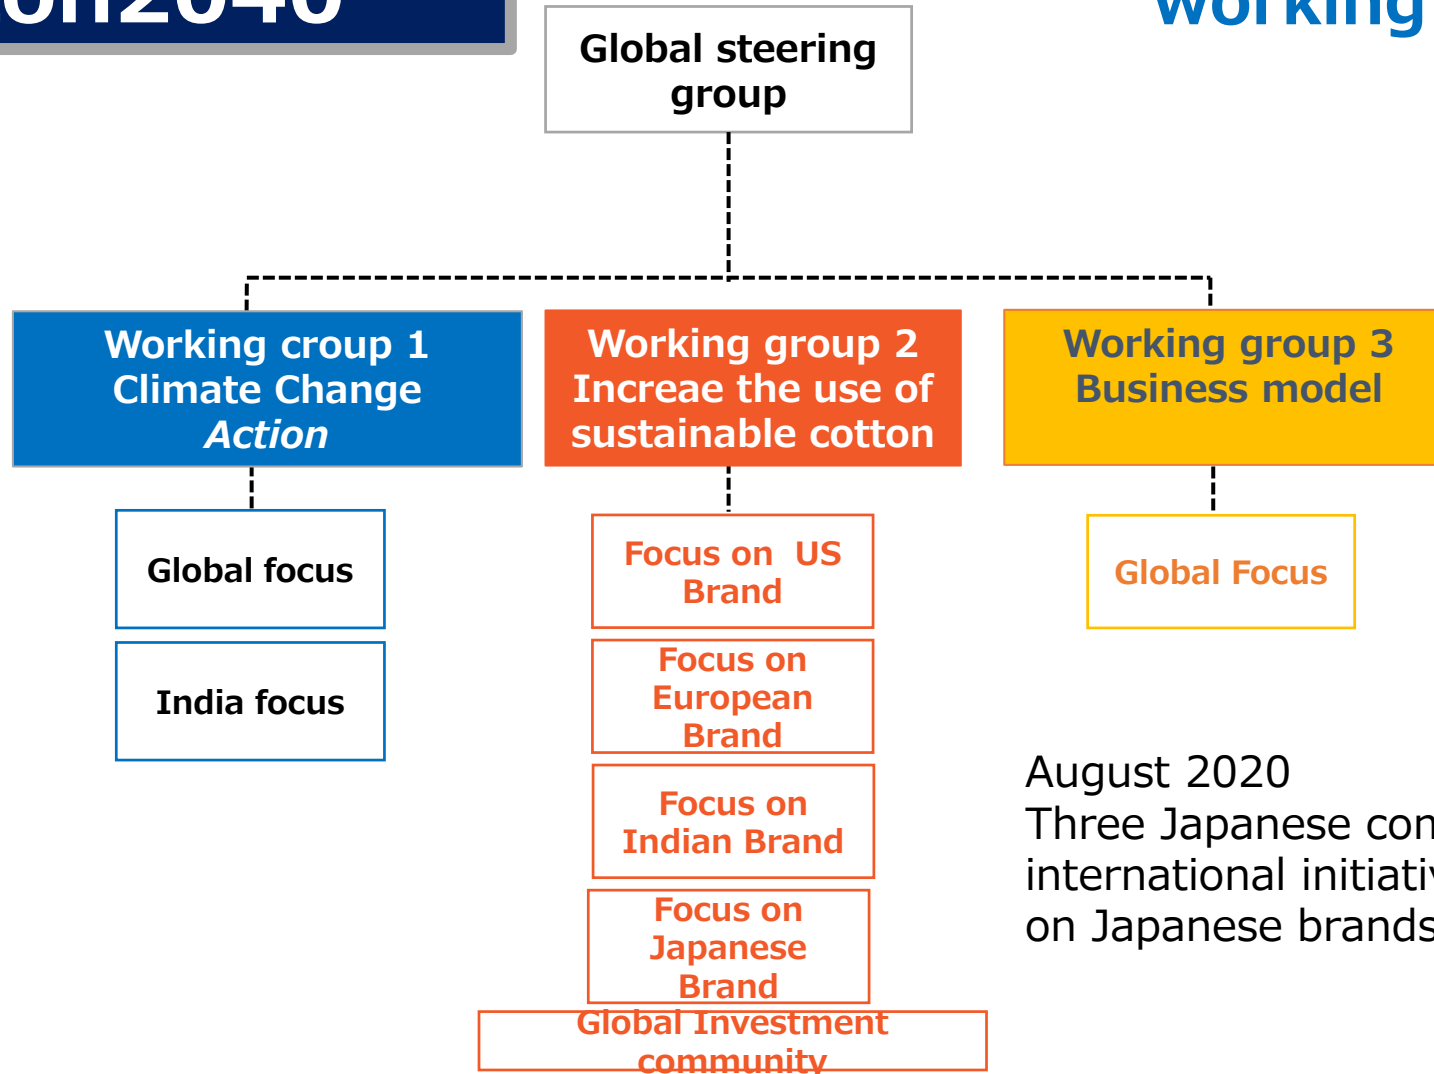 on2040
working
Global steering
group
Working croup 1
Climate Change
Action
Working group 2
Increae the use of
sustainable cotton
Working group 3
Business model
Global focus
India focus
Focus on  US
Brand
Focus on
European
Brand
Focus on
Indian Brand
Focus on
Japanese
Brand
Global Investment
community
Global Focus
August 2020
Three Japanese con
international initiativ
on Japanese brands